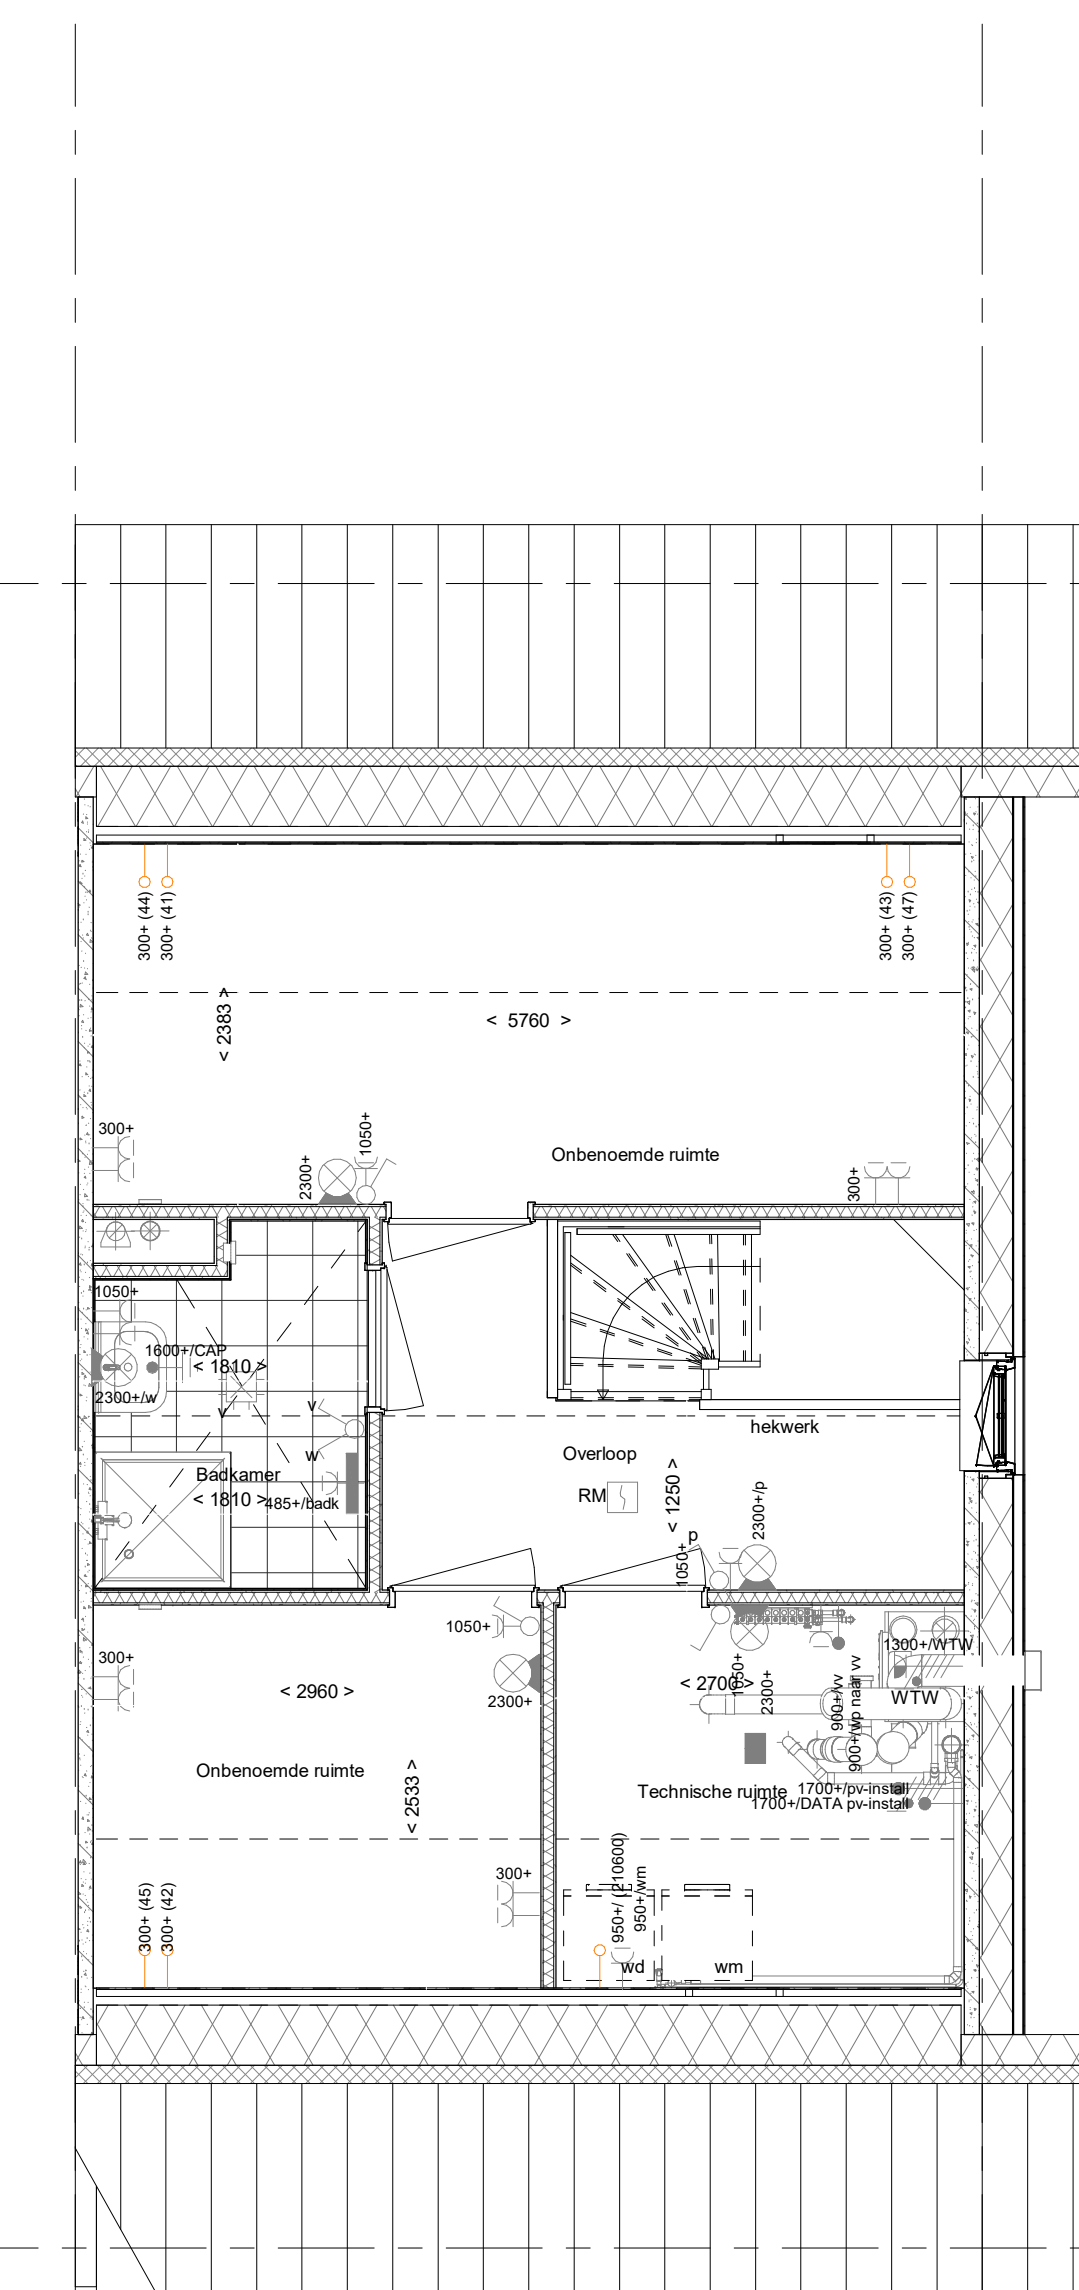 300+ (44)
300+ (41)
300+ (43)
300+ (47)
< 2383 >
< 5760 >
300+
2300+
1050+
Onbenoemde ruimte
300+
1050+
1600+/CAP
< 1810 >
2300+/w
v
v
w
Badkamer
< 1810 >
485+/badk
hekwerk
Overloop
RM
< 1250 >
2300+/p
p
1050+
1050+
300+
< 2960 >
2300+
Onbenoemde ruimte
< 2533 >
300+
300+ (45)
300+ (42)
1300+/WTW
< 2700 >
1050+
2300+
900+/vv
900+/wp naar vv
WTW
Technische ruimte
1700+/pv-install
1700+/DATA pv-install
950+/ (210600)
950+/wm
wd
wm